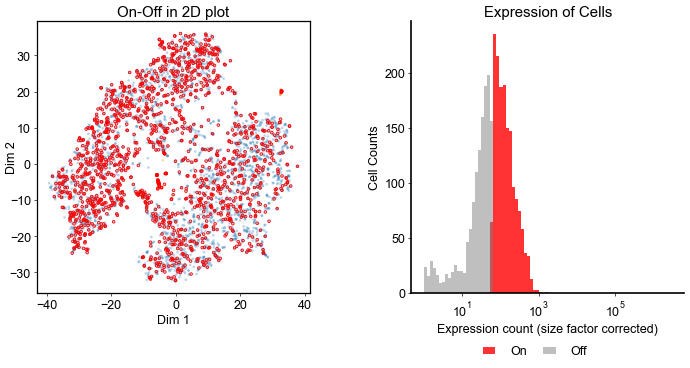 On-Off in 2D plot
30
20
10
0
−10
−20
−30
Dim 2
−40
−20
0
20
40
Dim 1
Expression of Cells
200
150
100
50
0
Cell Counts
10^1
10^3
10^5
Expression count (size factor corrected)
On
Off